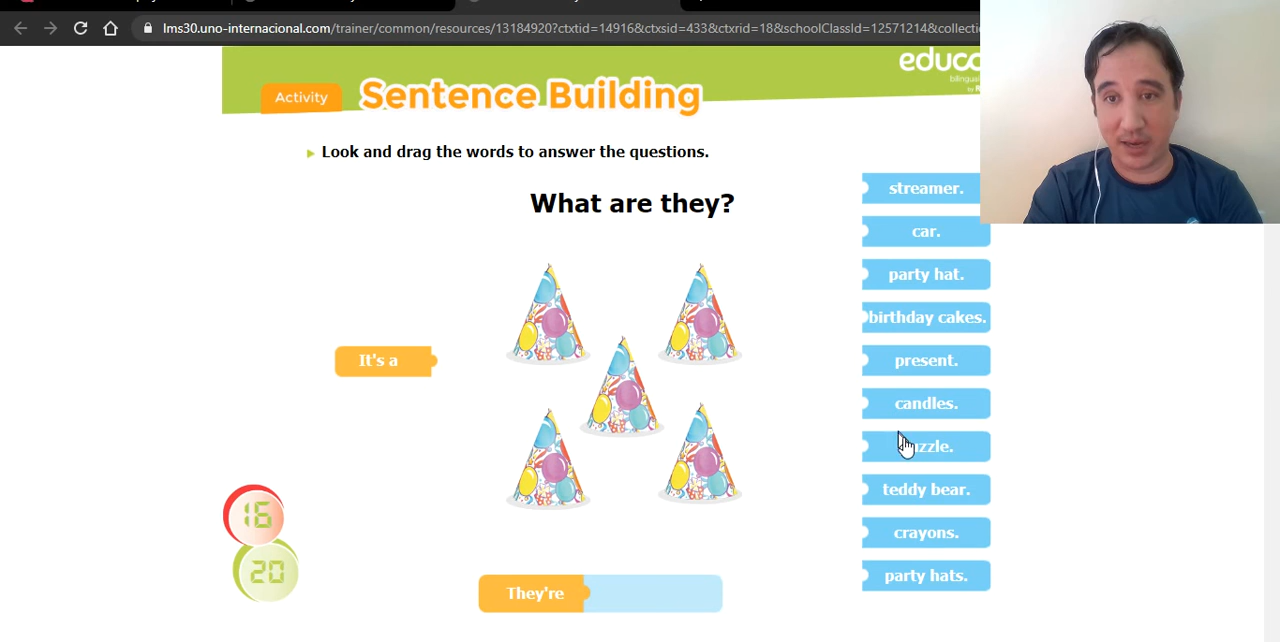 lms30.uno-internacional.com/trainer/common/resources/13184920?ctxtid=14916&ctxsid=433&ctxrid=18&schoolClassId=12571214&collecti
Activity
Sentence Building
Look and drag the words to answer the questions.
What are they?
It's a
They're
streamer.
car.
party hat.
birthday cakes.
present.
candles.
teddy bear.
crayons.
party hats.
16
20